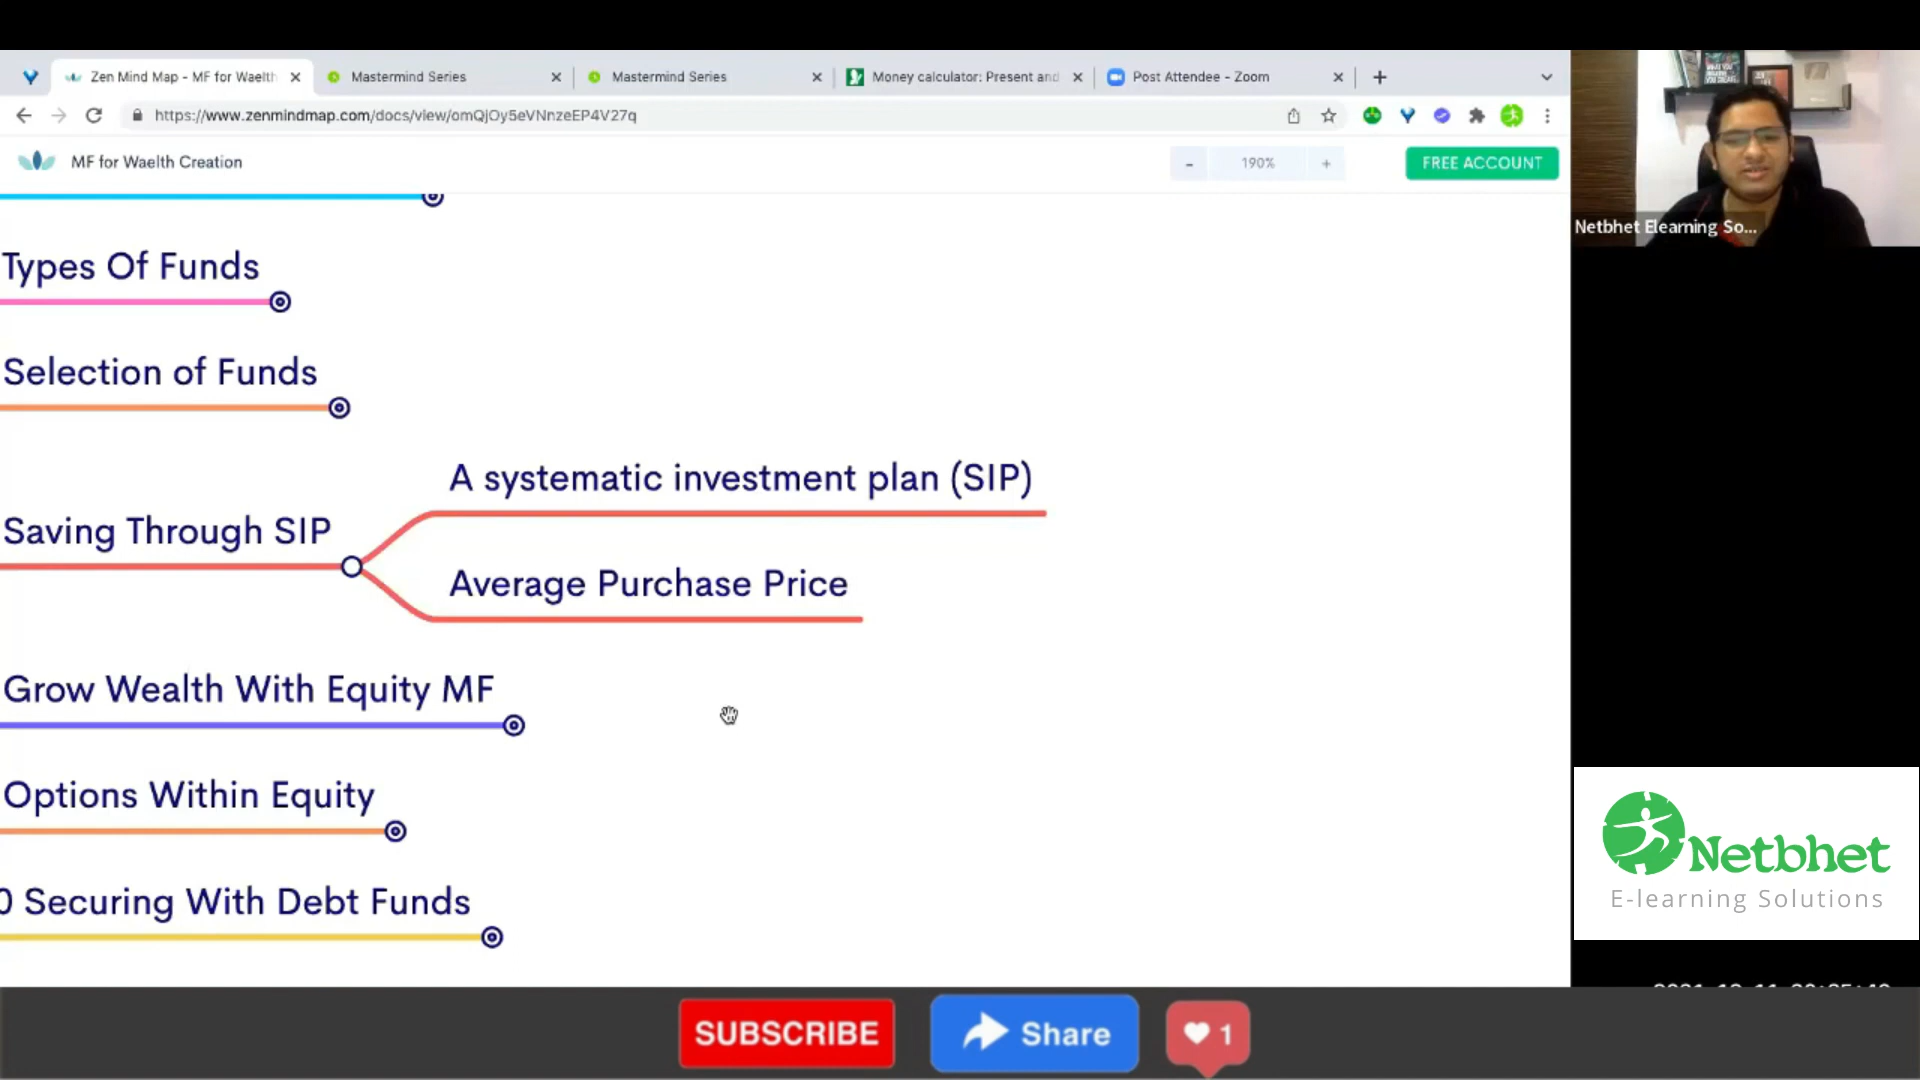 Zen Mind Map - MF for Waelth
Mastermind Series
Mastermind Series
Money calculator: Present and
Post Attendee - Zoom
https://www.zenmindmap.com/docs/view/omQjOy5eVNnzeEP4V27q
MF for Waelth Creation
- 190% +
FREE ACCOUNT
Netbhet Elearning So...
Types Of Funds
Selection of Funds
A systematic investment plan (SIP)
Saving Through SIP
Average Purchase Price
Grow Wealth With Equity MF
Options Within Equity
0 Securing With Debt Funds
Netbhet
E-learning Solutions
SUBSCRIBE
Share
1